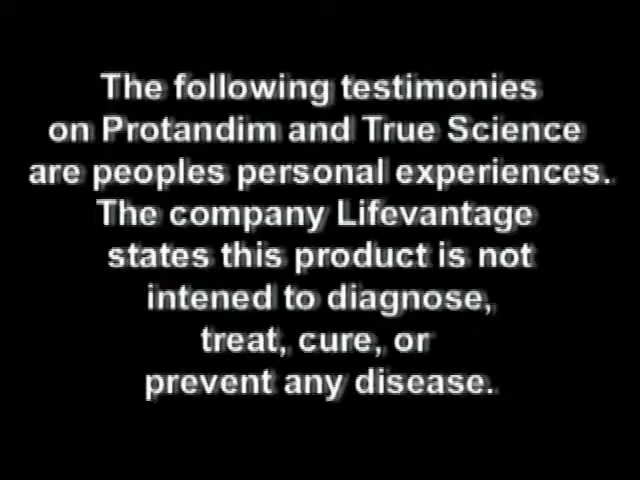 The following testimonies
on Protandim and True Science
are peoples personal experiences.
The company Lifevantage
states this product is not
intened to diagnose,
treat, cure, or
prevent any disease.